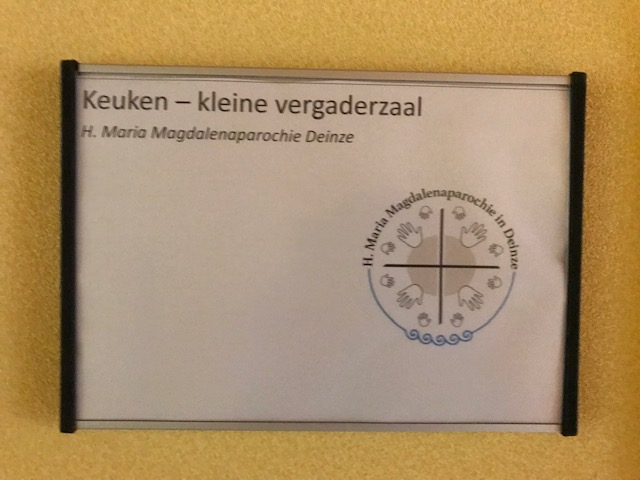 Keuken – kleine vergaderzaal
H. Maria Magdalenaparochie Deinze
H. Maria Magdalenaparochie in Deinze